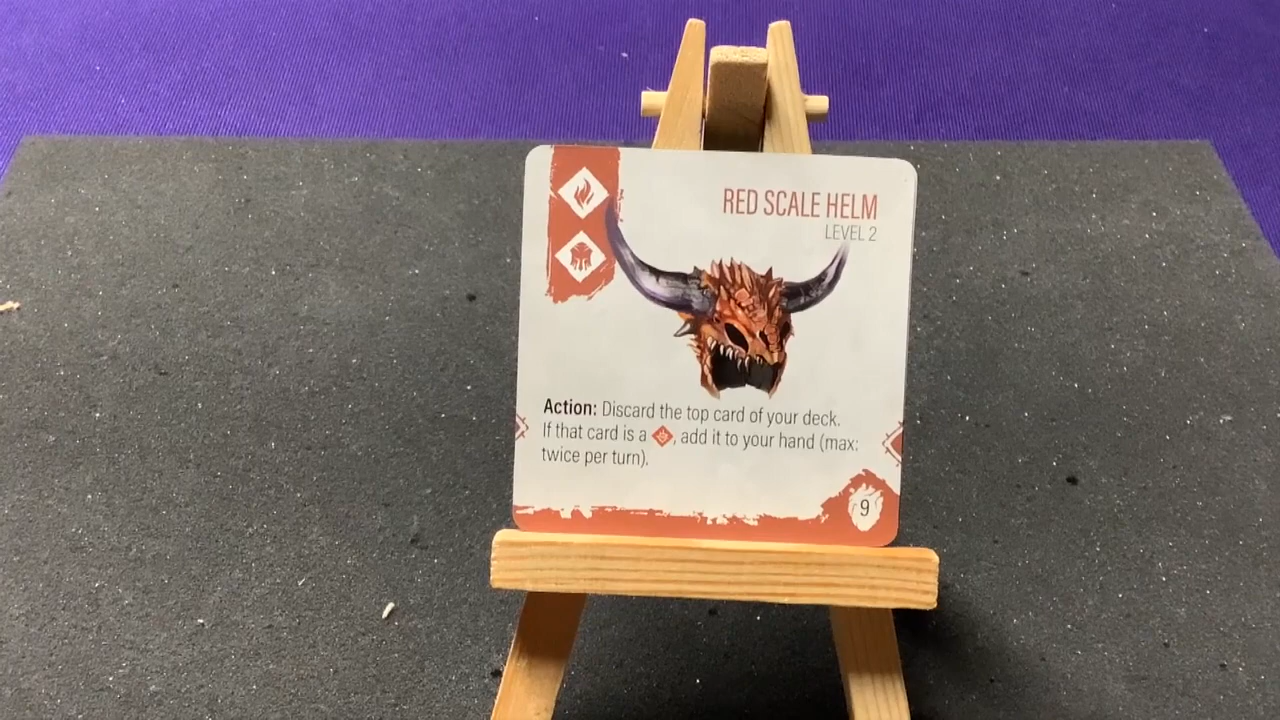 RED SCALE HELM
LEVEL 2
Action: Discard the top card of your deck.
If that card is a , add it to your hand (max:
twice per turn).
9